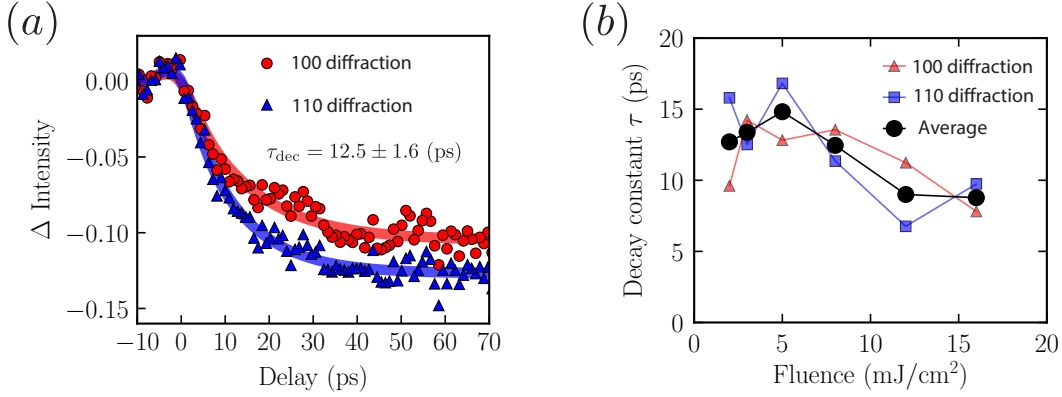 (a)
0.00
−0.05
−0.10
−0.15
Δ Intensity
100 diffraction
110 diffraction
τdec = 12.5 ± 1.6 (ps)
−10 0 10 20 30 40 50 60 70
Delay (ps)
(b)
20
15
10
5
0
Decay constant τ (ps)
100 diffraction
110 diffraction
Average
0 5 10 15 20
Fluence (mJ/cm²)